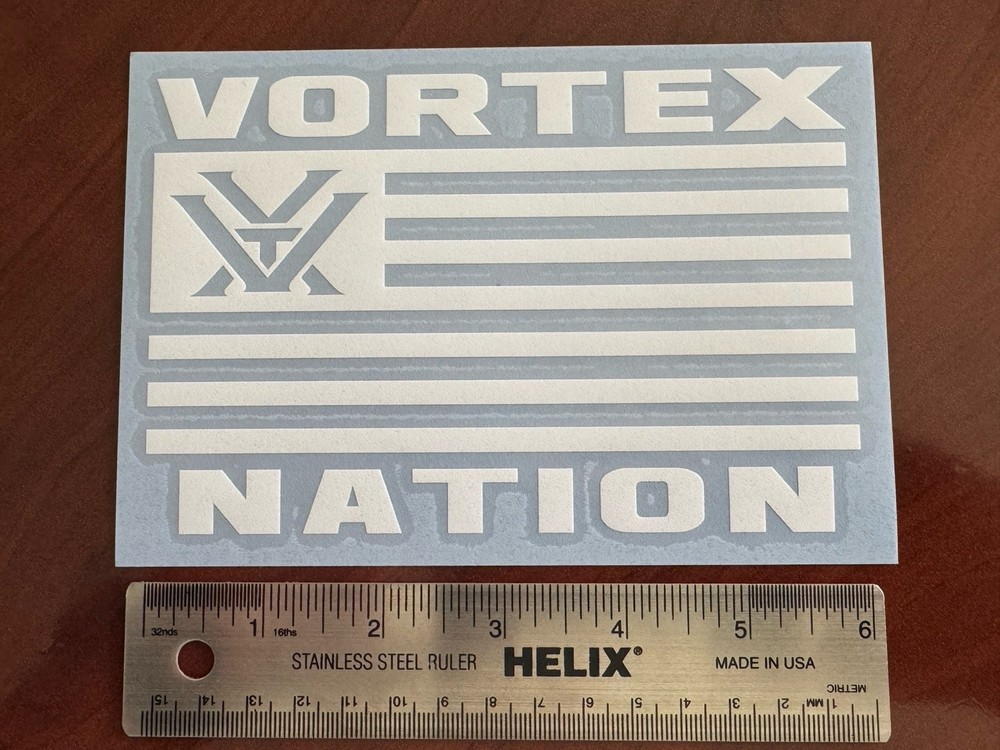 VORTEX
VT
NATION
1 2 3 4 5 6
32nds 16ths
STAINLESS STEEL RULER HELIX® MADE IN USA
METRIC
15 14 13 12 11 10 9 8 7 6 5 4 3 2 MM 1